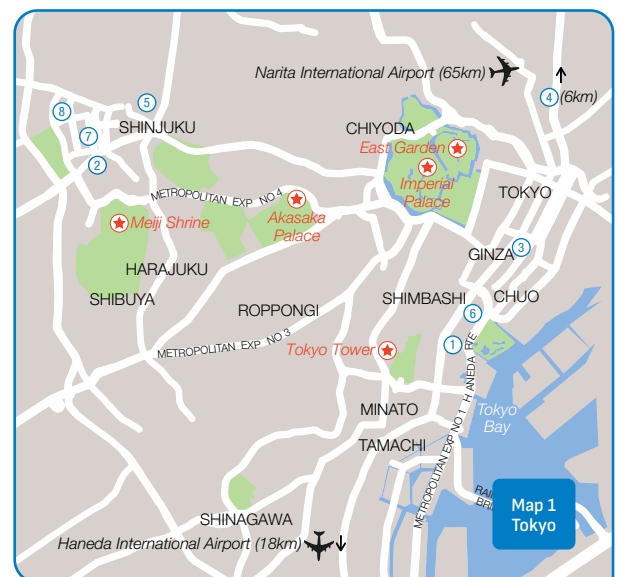 Narita International Airport (65km)
4 (6km)
8
5
7
SHINJUKU
2
CHIYODA
East Garden
Imperial
Palace
METROPOLITAN EXP NO 4
TOKYO
Meiji Shrine
Akasaka
Palace
GINZA 3
HARAJUKU
SHIBUYA
ROPPONGI
SHIMBASHI
CHUO
6
1
METROPOLITAN EXP NO 3
Tokyo Tower
MINATO
Tokyo
Bay
TAMACHI
METROPOLITAN EXP NO 1 HANEDA
SHINAGAWA
Haneda International Airport (18km)
Map 1
Tokyo